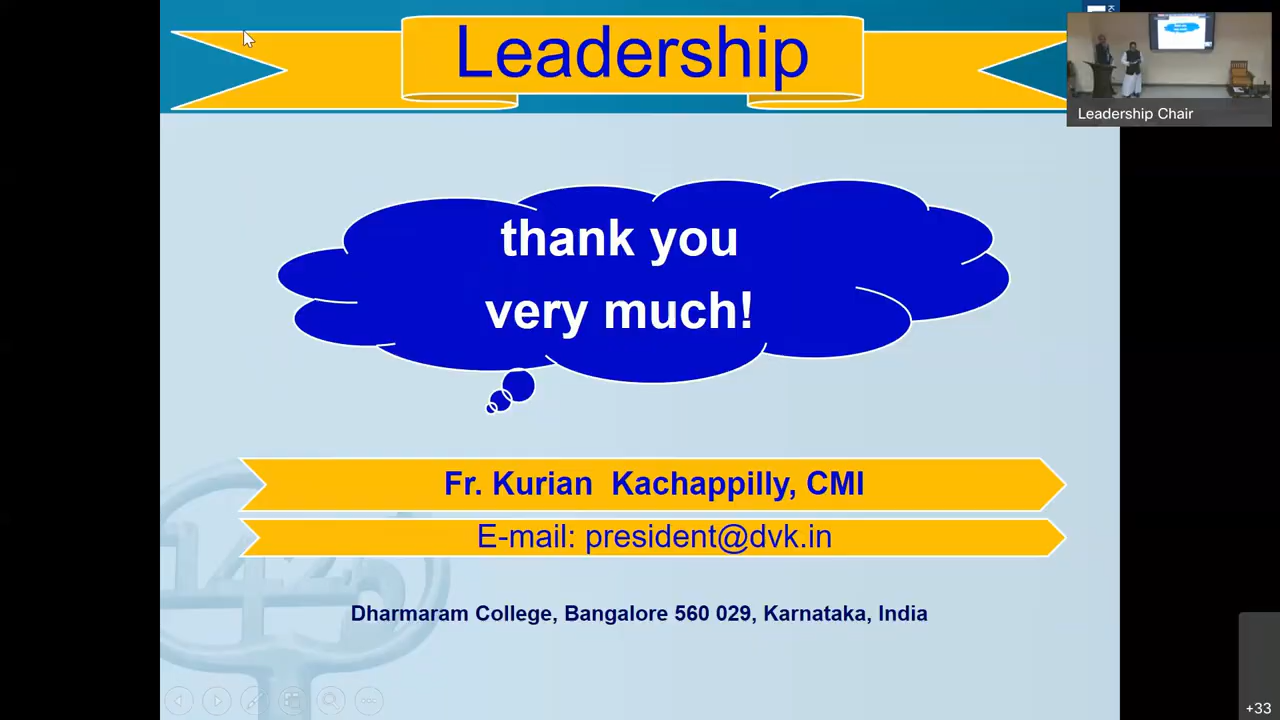 Leadership
Leadership Chair
thank you
very much!
Fr. Kurian Kachappilly, CMI
E-mail: president@dvk.in
Dharmaram College, Bangalore 560 029, Karnataka, India
+33